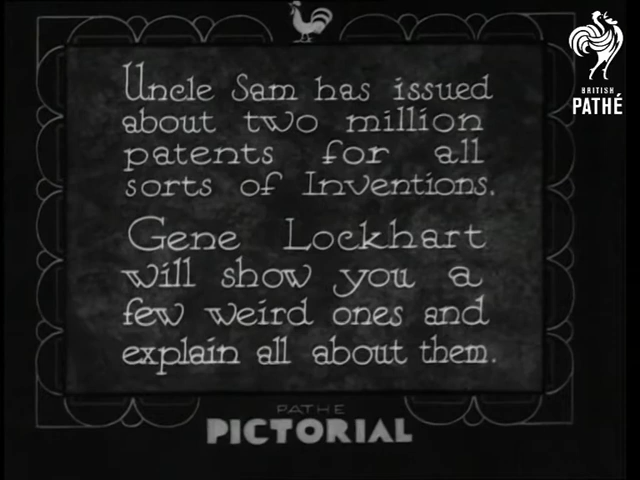 BRITISH
PATHÉ
Uncle Sam has issued
about two million
patents for all
sorts of Inventions.
Gene Lockhart
will show you a
few weird ones and
explain all about them.
PATHE
PICTORIAL